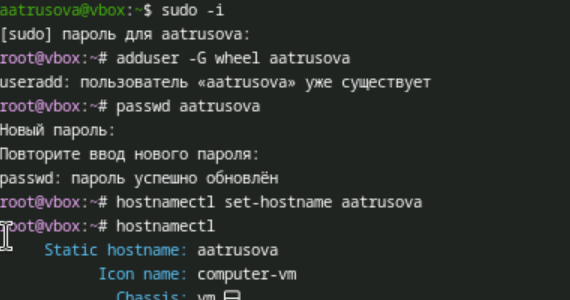 aatrusova@vbox:~$ sudo -i
[sudo] пароль для aatrusova:
root@vbox:~# adduser -G wheel aatrusova
useradd: пользователь «aatrusova» уже существует
root@vbox:~# passwd aatrusova
Новый пароль:
Повторите ввод нового пароля:
passwd: пароль успешно обновлён
root@vbox:~# hostnamectl set-hostname aatrusova
root@vbox:~# hostnamectl
Static hostname: aatrusova
Icon name: computer-vm
Chassis: vm